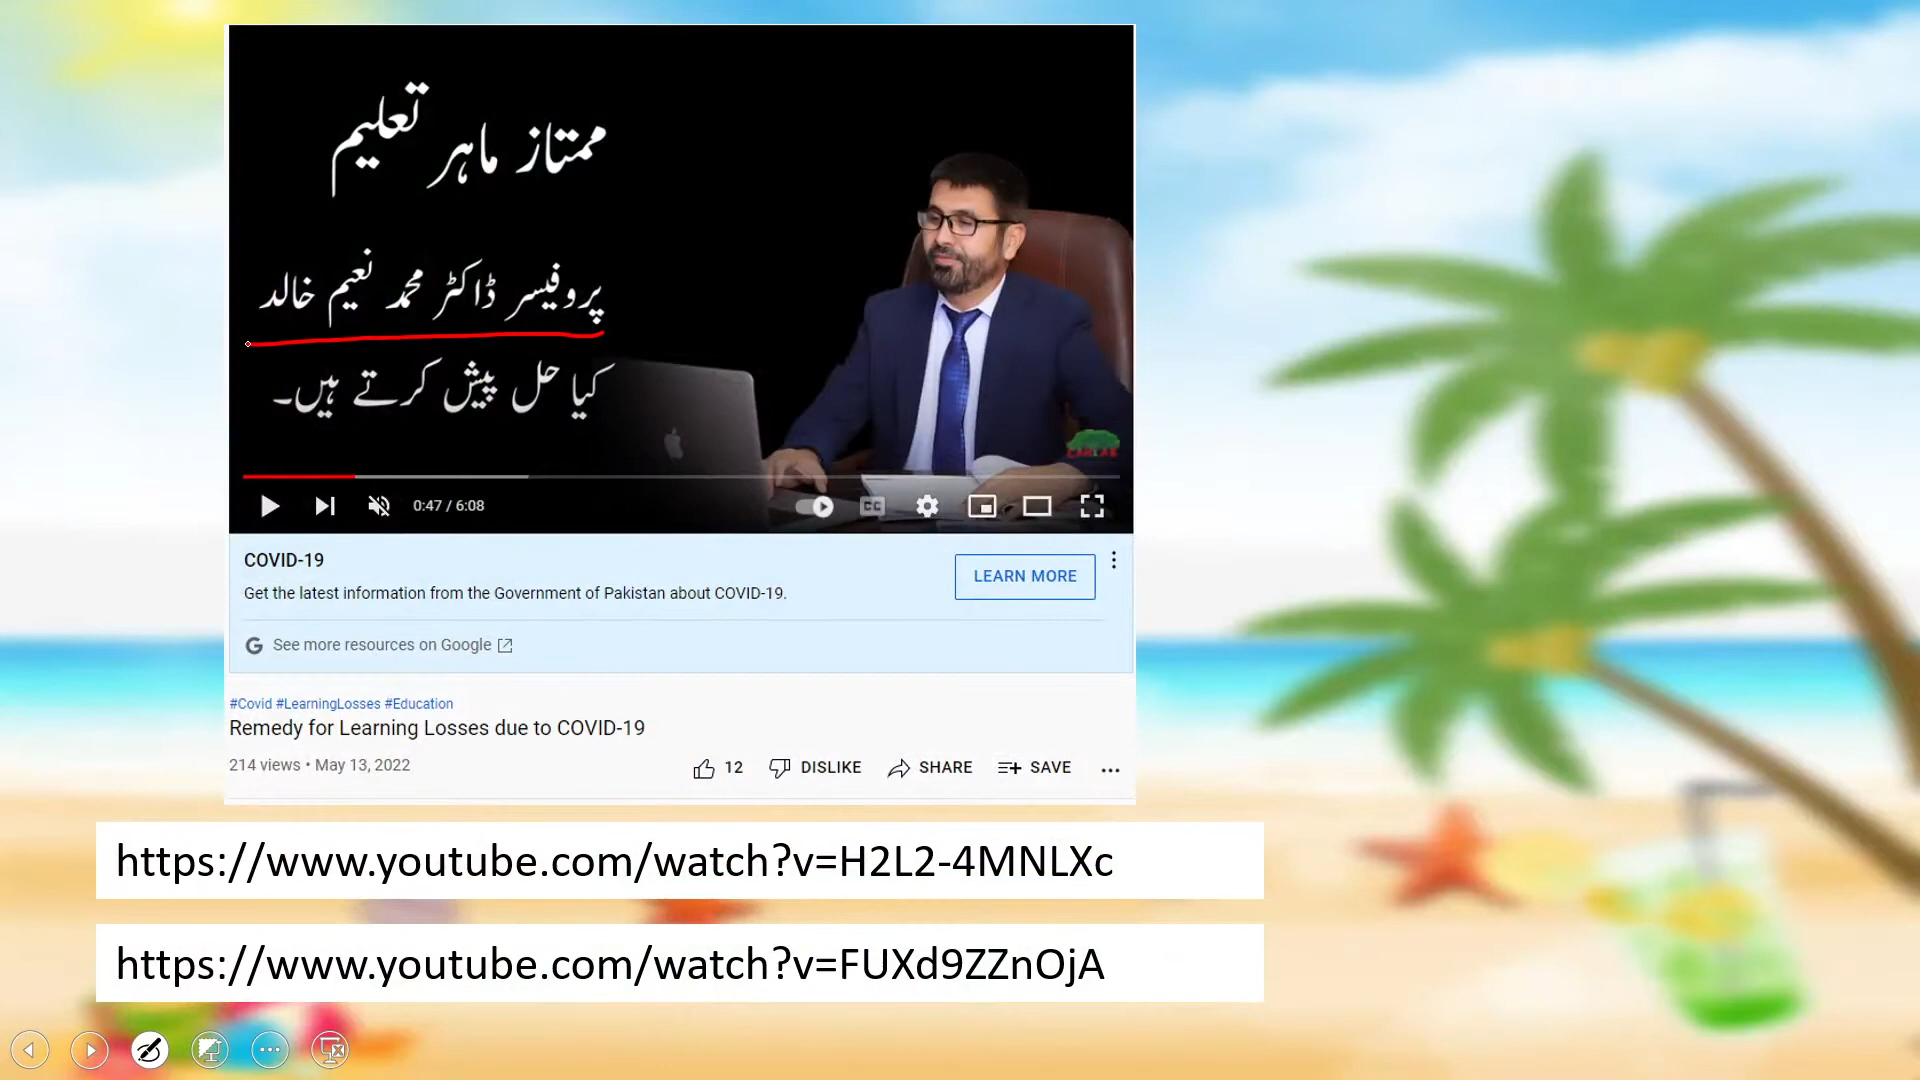 ممتاز ماہر تعلیم
پروفیسر ڈاکٹر محمد نعیم خالد
کیا حل پیش کرتے ہیں۔
0:47 / 6:08
CC
COVID-19
LEARN MORE
Get the latest information from the Government of Pakistan about COVID-19.
G See more resources on Google
#Covid #LearningLosses #Education
Remedy for Learning Losses due to COVID-19
214 views • May 13, 2022
12 DISLIKE SHARE SAVE ...
https://www.youtube.com/watch?v=H2L2-4MNLXc
https://www.youtube.com/watch?v=FUXd9ZZnOjA